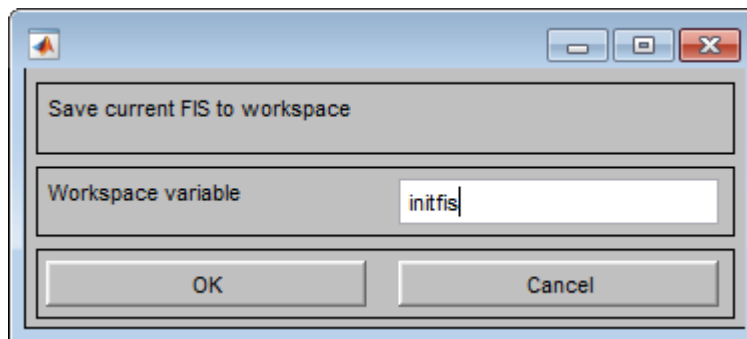 Save current FIS to workspace
Workspace variable
initfis
OK
Cancel